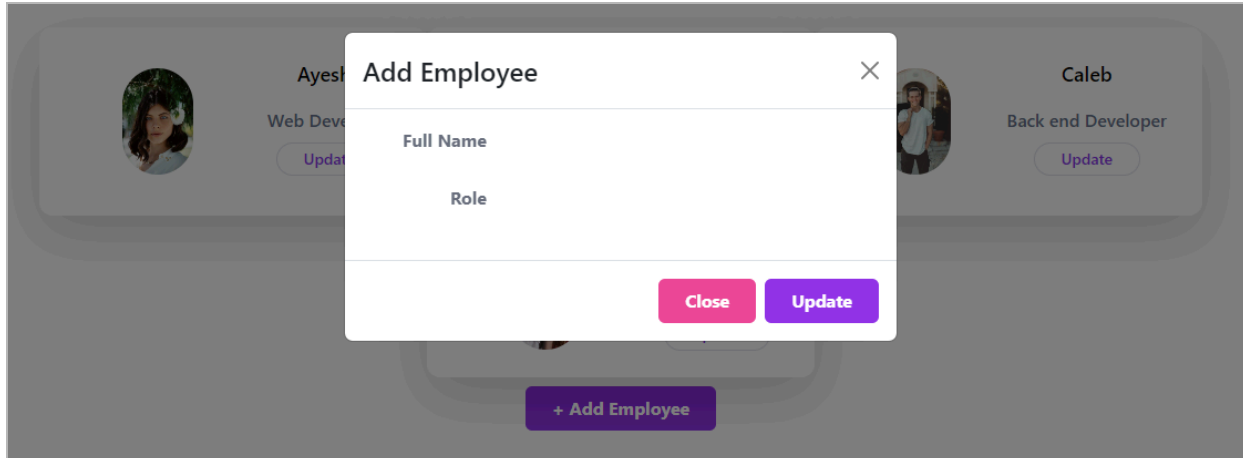 Add Employee
Full Name
Role
Close Update
Caleb
Back end Developer
Update
+ Add Employee